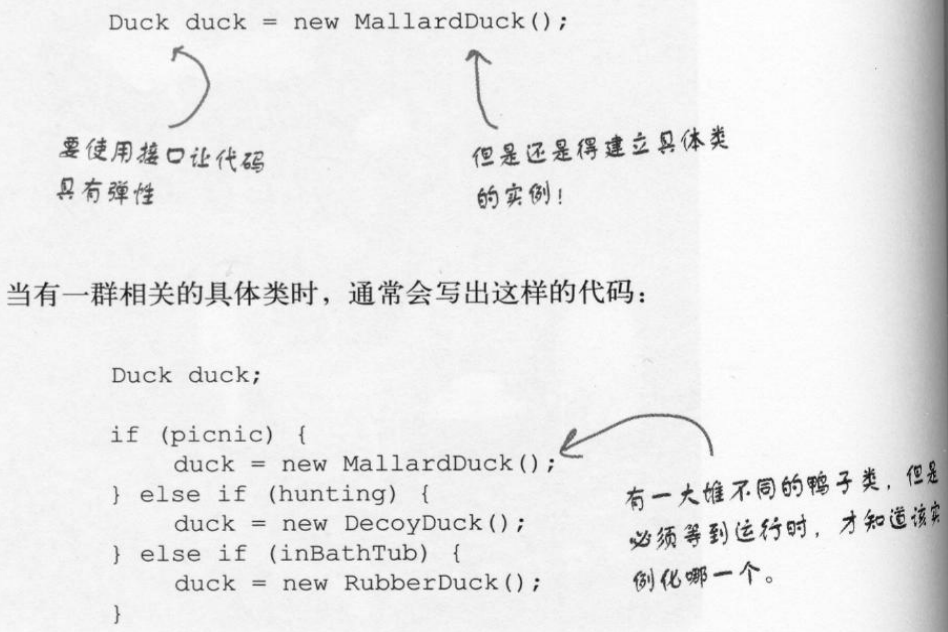 Duck duck = new MallardDuck();
要使用接口让代码
具有弹性
但是还是得建立具体类
的实例!
当有一群相关的具体类时，通常会写出这样的代码：
Duck duck;
if (picnic) {
duck = new MallardDuck();
} else if (hunting) {
duck = new DecoyDuck();
} else if (inBathTub) {
duck = new RubberDuck();
}
有一大堆不同的鸭子类，但是
必须等到运行时，才知道该实
例化哪一个。